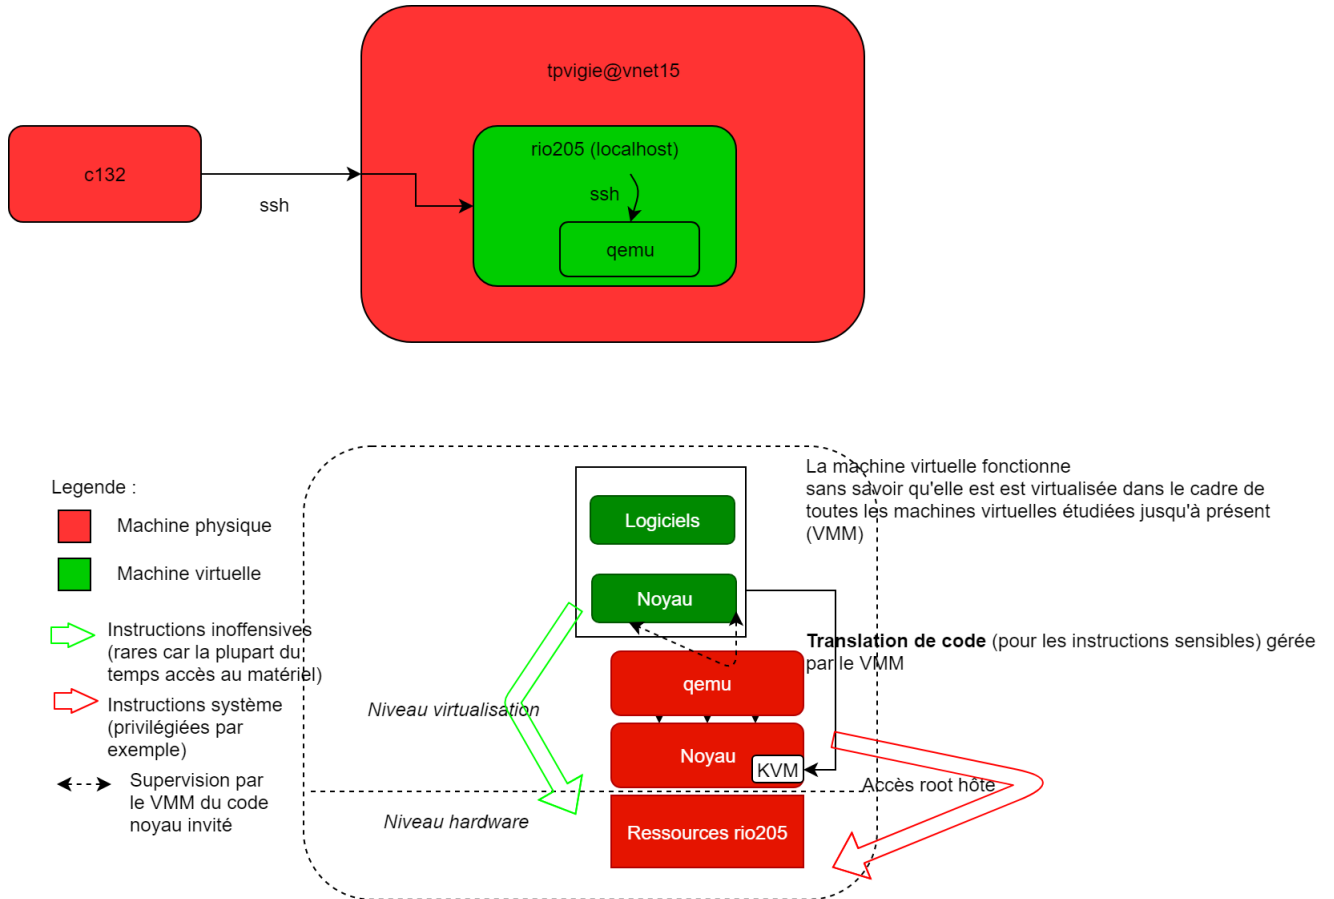 tpvigie@vnet15
c132
ssh
rio205 (localhost)
ssh
qemu
Legende :
Machine physique
Machine virtuelle
Instructions inoffensives
(rares car la plupart du
temps accès au matériel)
Instructions système
(privilégiées par
exemple)
Supervision par
le VMM du code
noyau invité
Logiciels
Noyau
qemu
Noyau
KVM
Ressources rio205
Niveau virtualisation
Niveau hardware
La machine virtuelle fonctionne
sans savoir qu'elle est est virtualisée dans le cadre de
toutes les machines virtuelles étudiées jusqu'à présent
(VMM)
Translation de code (pour les instructions sensibles) gérée
par le VMM
Accès root hôte